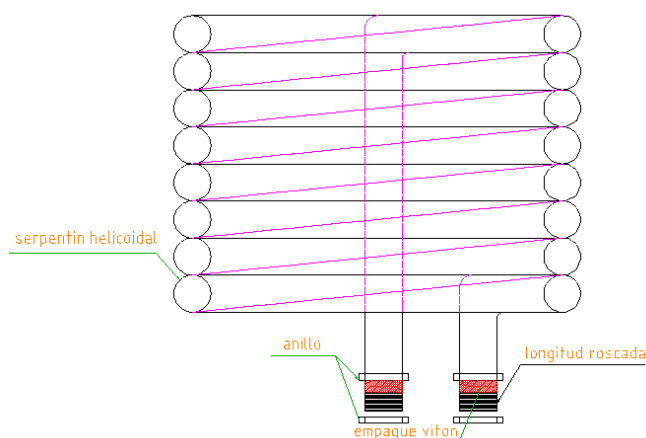 serpentin helicoidal
anillo
longitud roscada
empaque viton